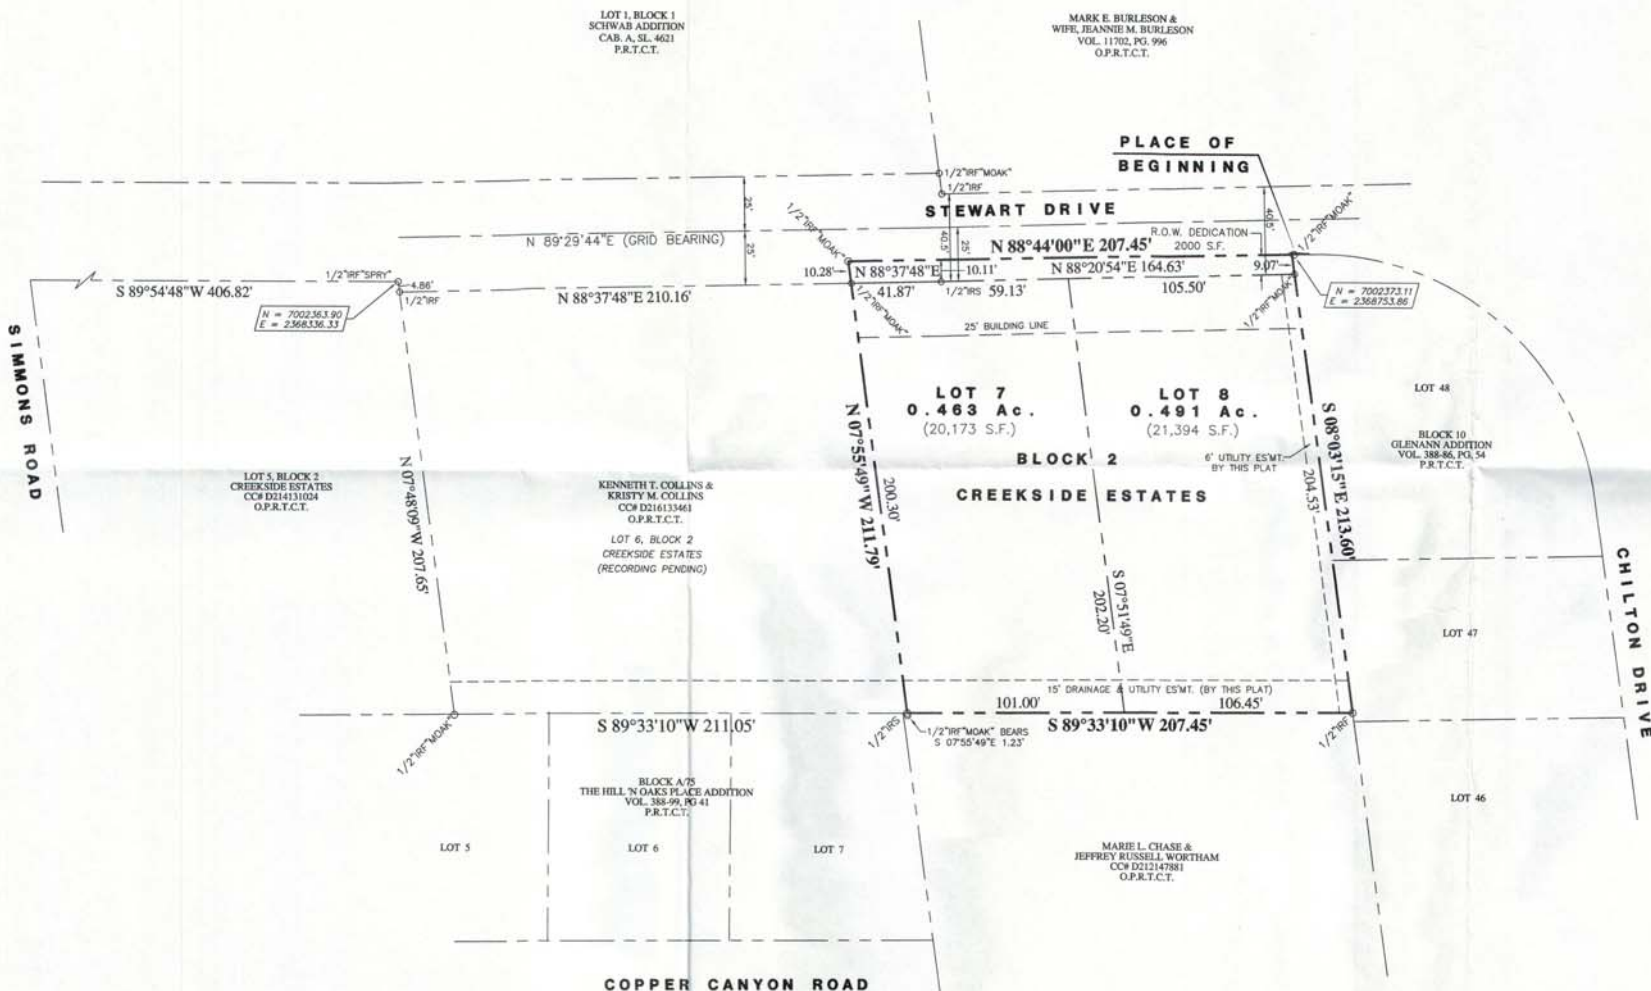 LOT 1, BLOCK 1
SCHWAB ADDITION
CAB. A, SL. 4621
P.R.T.C.T.
MARK E. BURLESON &
WIFE, JEANNIE M. BURLESON
VOL. 11702, PG. 996
O.P.R.T.C.T.
PLACE OF
BEGINNING
1/2"IRF"MOAK"
1/2"IRF
STEWART DRIVE
25'
25'
40.5'
25'
40.5'
N 89°29'44"E (GRID BEARING)
1/2"IRF"MOAK"
R.O.W. DEDICATION
2000 S.F.
1/2"IRF"MOAK"
N 88°44'00"E 207.45'
10.28'
N 88°37'48"E
10.11'
N 88°20'54"E 164.63'
9.07'
1/2"IRF"SPRY"
4.86'
1/2"IRF
S 89°54'48"W 406.82'
N 88°37'48"E 210.16'
41.87'
1/2"IRS
59.13'
105.50'
1/2"IRF"MOAK"
1/2"IRF"MOAK"
N = 7002363.90
E = 2368336.33
N = 7002373.11
E = 2368753.86
25' BUILDING LINE
SIMMONS ROAD
LOT 7
0.463 Ac.
(20,173 S.F.)
LOT 8
0.491 Ac.
(21,394 S.F.)
LOT 48
BLOCK 10
GLENANN ADDITION
VOL. 388-86, PG. 54
P.R.T.C.T.
BLOCK 2
CREEKSIDE ESTATES
6' UTILITY ES'MT.
BY THIS PLAT
N 07°48'09"W 207.65'
N 07°55'49"W 211.79'
200.30'
204.53'
S 08°03'15"E 213.60'
S 07°51'49"E
202.20'
LOT 5, BLOCK 2
CREEKSIDE ESTATES
CC# D214131024
O.P.R.T.C.T.
KENNETH T. COLLINS &
KRISTY M. COLLINS
CC# D216133461
O.P.R.T.C.T.
LOT 6, BLOCK 2
CREEKSIDE ESTATES
(RECORDING PENDING)
LOT 47
CHILTON DRIVE
15' DRAINAGE & UTILITY ES'MT. (BY THIS PLAT)
101.00'
106.45'
1/2"IRF"MOAK"
S 89°33'10"W 211.05'
1/2"IRS
1/2"IRF"MOAK" BEARS
S 07°55'49"E 1.23'
S 89°33'10"W 207.45'
1/2"IRF
BLOCK A/75
THE HILL 'N OAKS PLACE ADDITION
VOL. 388-99, PG 41
P.R.T.C.T.
LOT 46
LOT 5
LOT 6
LOT 7
MARIE L. CHASE &
JEFFREY RUSSELL WORTHAM
CC# D212147881
O.P.R.T.C.T.
COPPER CANYON ROAD